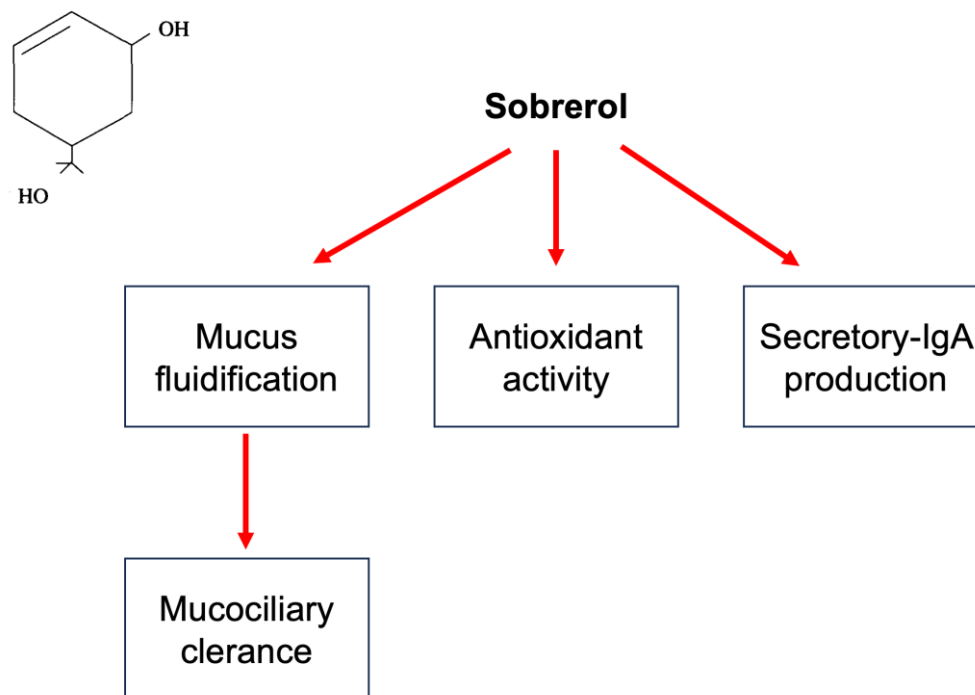 OH
HO
Sobrerol
Mucus
fluidification
Antioxidant
activity
Secretory-IgA
production
Mucociliary
clerance